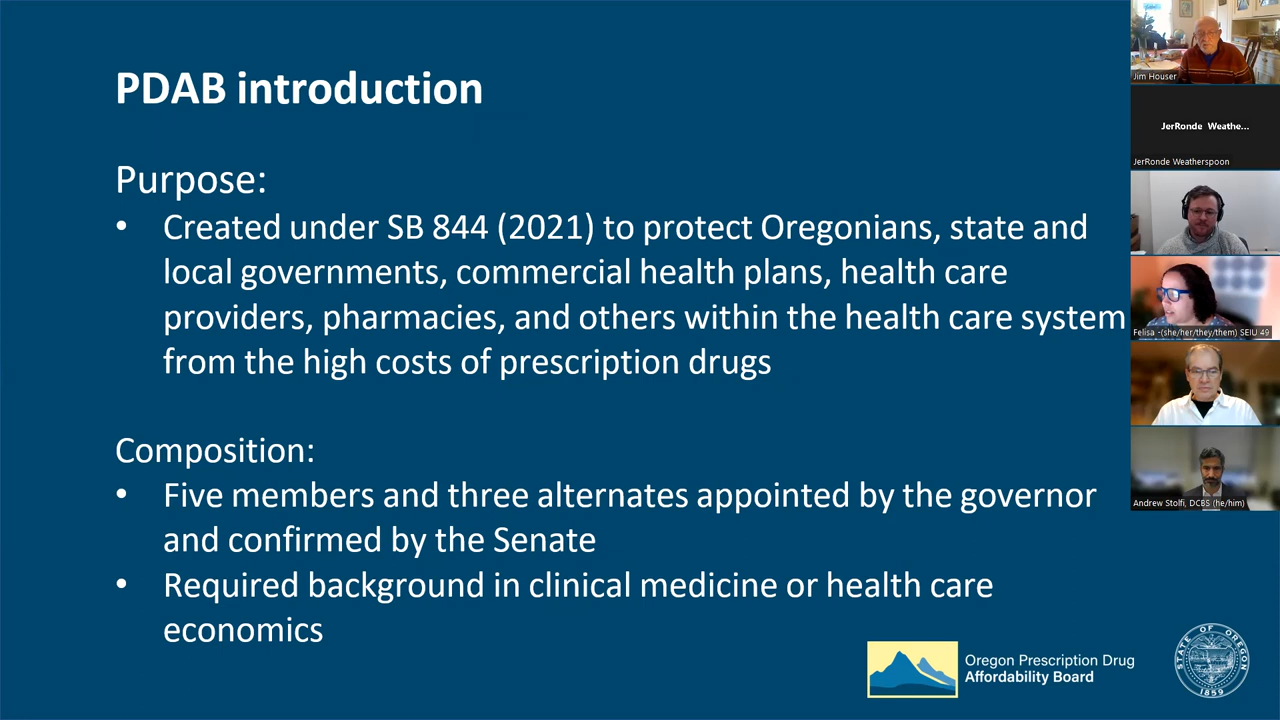 PDAB introduction
Purpose:
• Created under SB 844 (2021) to protect Oregonians, state and
local governments, commercial health plans, health care
providers, pharmacies, and others within the health care system
from the high costs of prescription drugs
Composition:
• Five members and three alternates appointed by the governor
and confirmed by the Senate
• Required background in clinical medicine or health care
economics
Oregon Prescription Drug
Affordability Board
STATE OF OREGON
1859
Jim Houser
JerRonde Weathe...
JerRonde Weatherspoon
Felisa -(she/her/they/them) SEIU 49
Andrew Stolfi, DCBS (he/him)